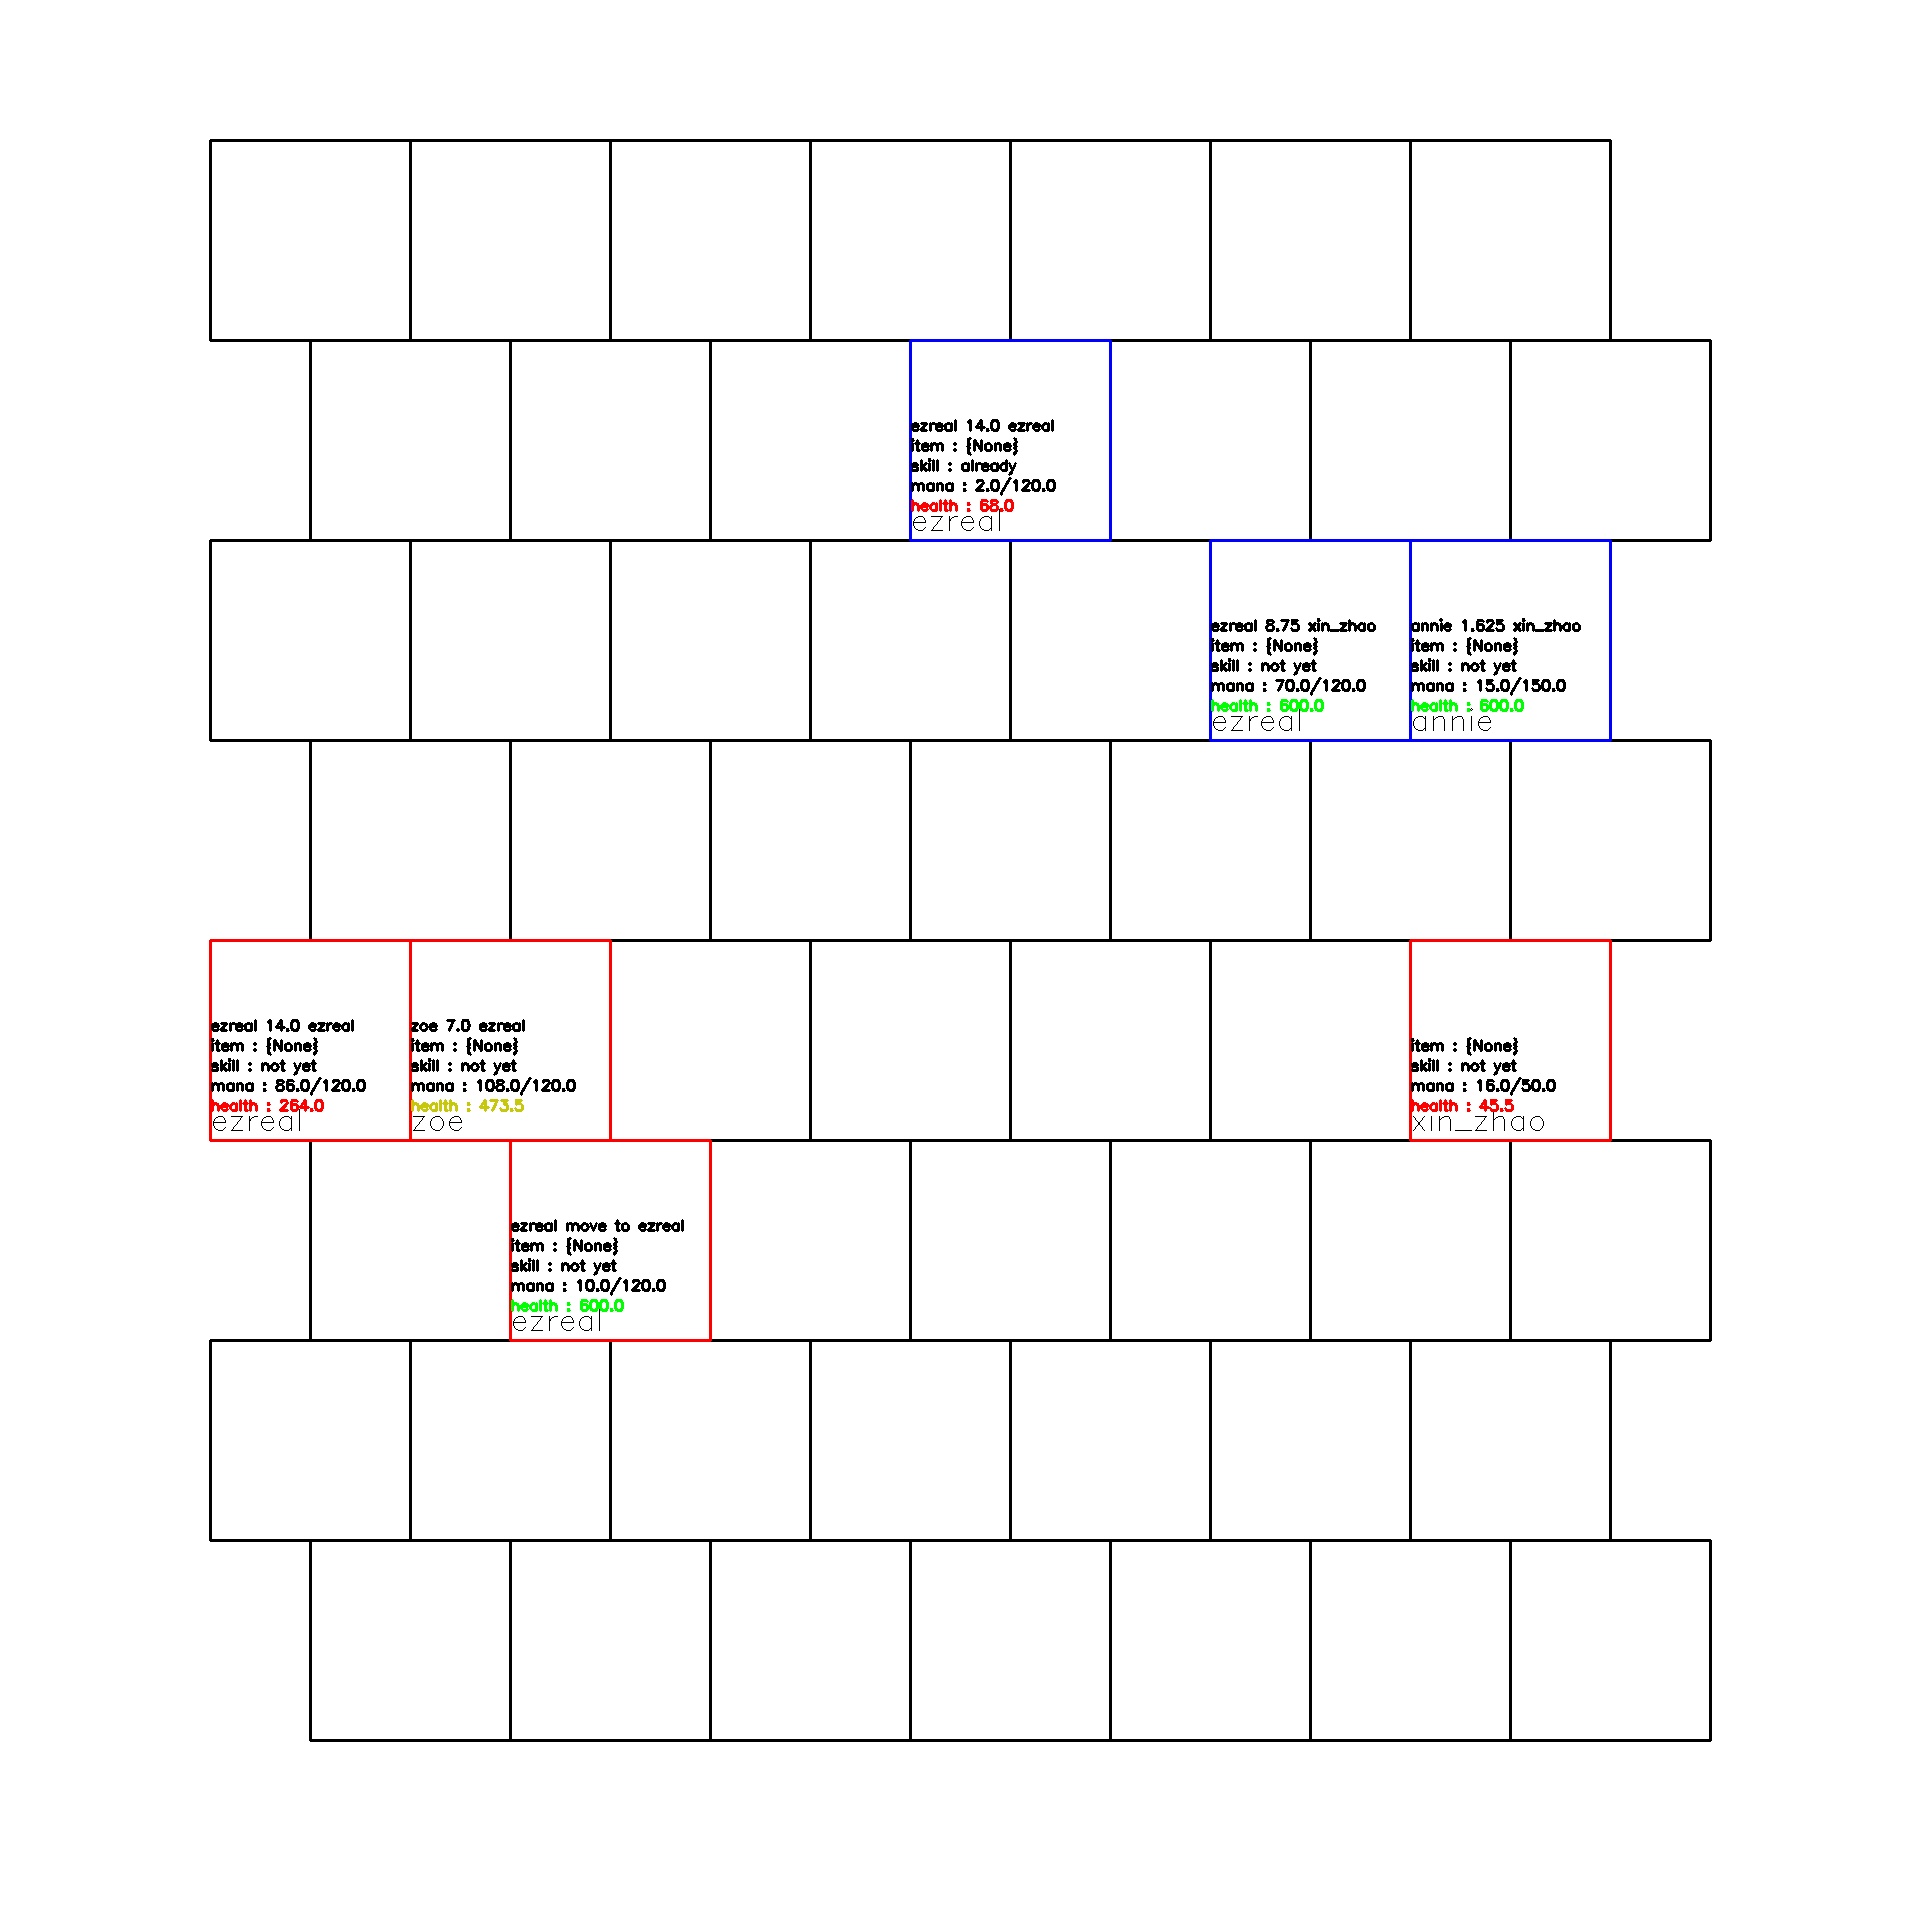 ezreal 14.0 ezreal
item : {None}
skill : already
mana : 2.0/120.0
health : 68.0
ezreal
ezreal 8.75 xin_zhao
item : {None}
skill : not yet
mana : 70.0/120.0
health : 600.0
ezreal
annie 1.625 xin_zhao
item : {None}
skill : not yet
mana : 15.0/150.0
health : 600.0
annie
ezreal 14.0 ezreal
item : {None}
skill : not yet
mana : 86.0/120.0
health : 264.0
ezreal
zoe 7.0 ezreal
item : {None}
skill : not yet
mana : 108.0/120.0
health : 473.5
zoe
item : {None}
skill : not yet
mana : 16.0/50.0
health : 45.5
xin_zhao
ezreal move to ezreal
item : {None}
skill : not yet
mana : 10.0/120.0
health : 600.0
ezreal